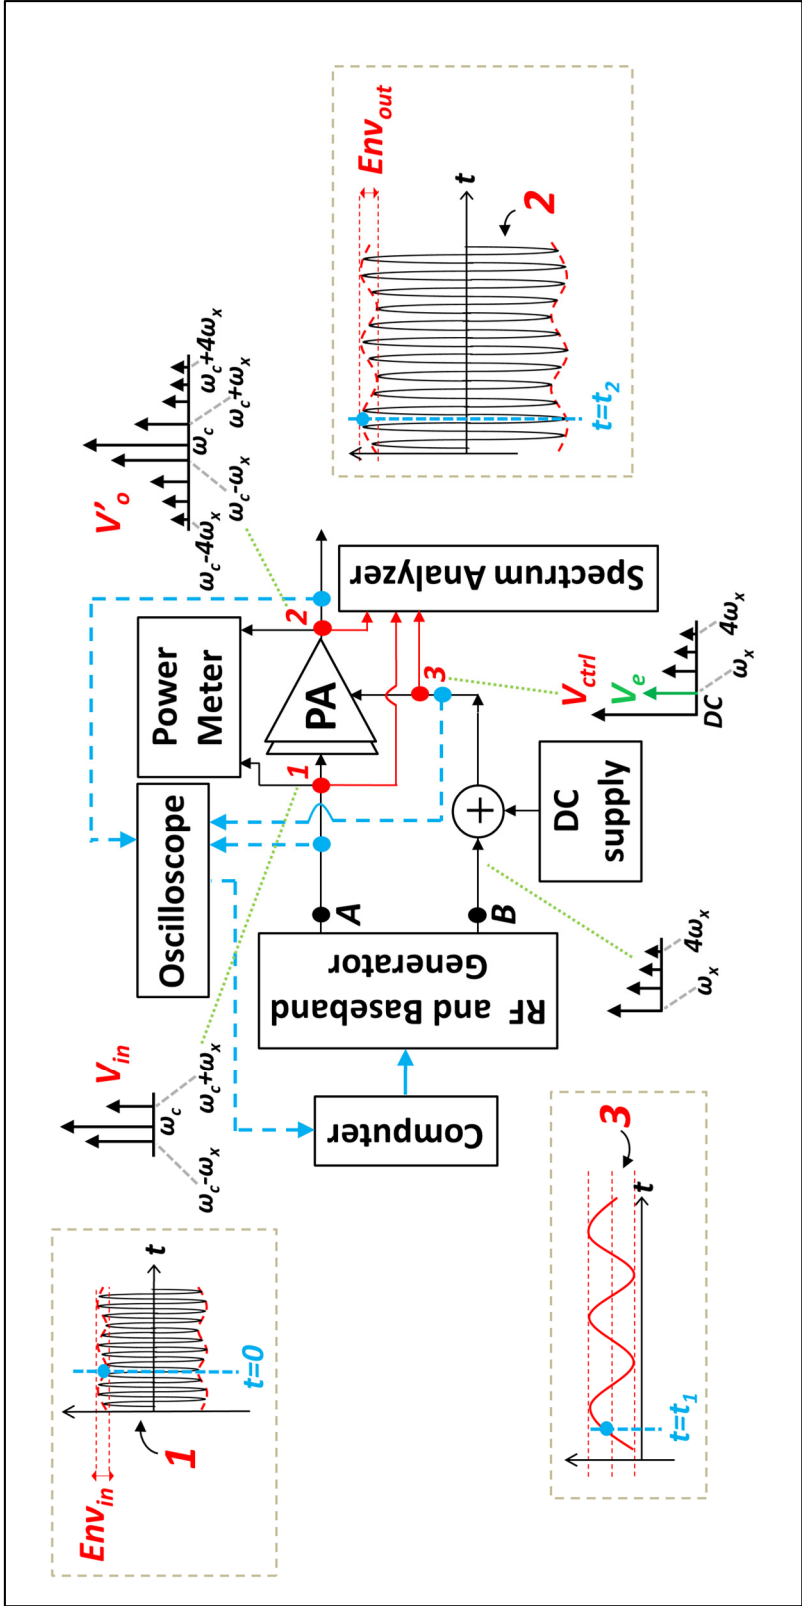 Env_in
1
t=0
t
V_in
ω_c-ω_x
ω_c
ω_c+ω_x
Oscilloscope
Power
Meter
V'_o
ω_c-4ω_x
ω_c-ω_x
ω_c
ω_c+ω_x
ω_c+4ω_x
Computer
RF and Baseband
Generator
A
B
1
PA
2
3
Spectrum Analyzer
+
DC
supply
V_ctrl
V_e
DC
ω_x
4ω_x
ω_x
4ω_x
t=t_1
t
3
t=t_2
t
2
Env_out